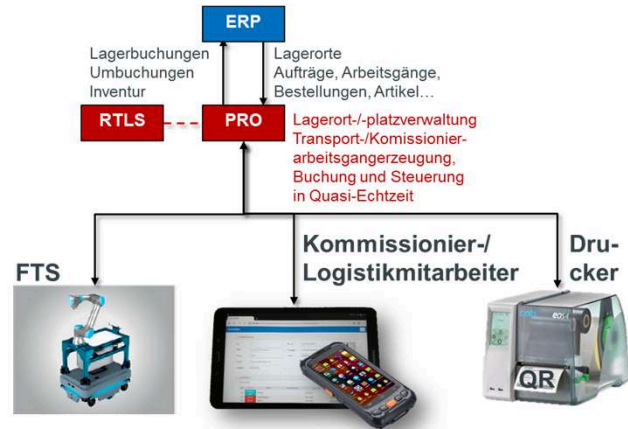 ERP
Lagerbuchungen
Umbuchungen
Inventur
Lagerorte
Aufträge, Arbeitsgänge,
Bestellungen, Artikel...
RTLS
PRO
Lagerort-/-platzverwaltung
Transport-/Komissionier-
arbeitsgangerzeugung,
Buchung und Steuerung
in Quasi-Echtzeit
FTS
Kommissionier-/
Logistikmitarbeiter
Dru-
cker
QR